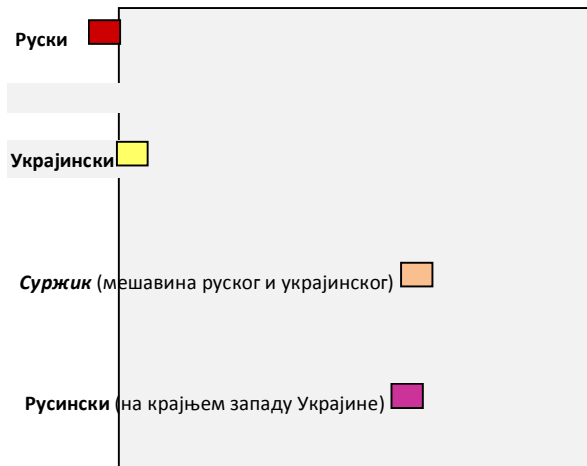 Руски
Украјински
Суржик (мешавина руског и украјинског)
Русински (на крајњем западу Украјине)